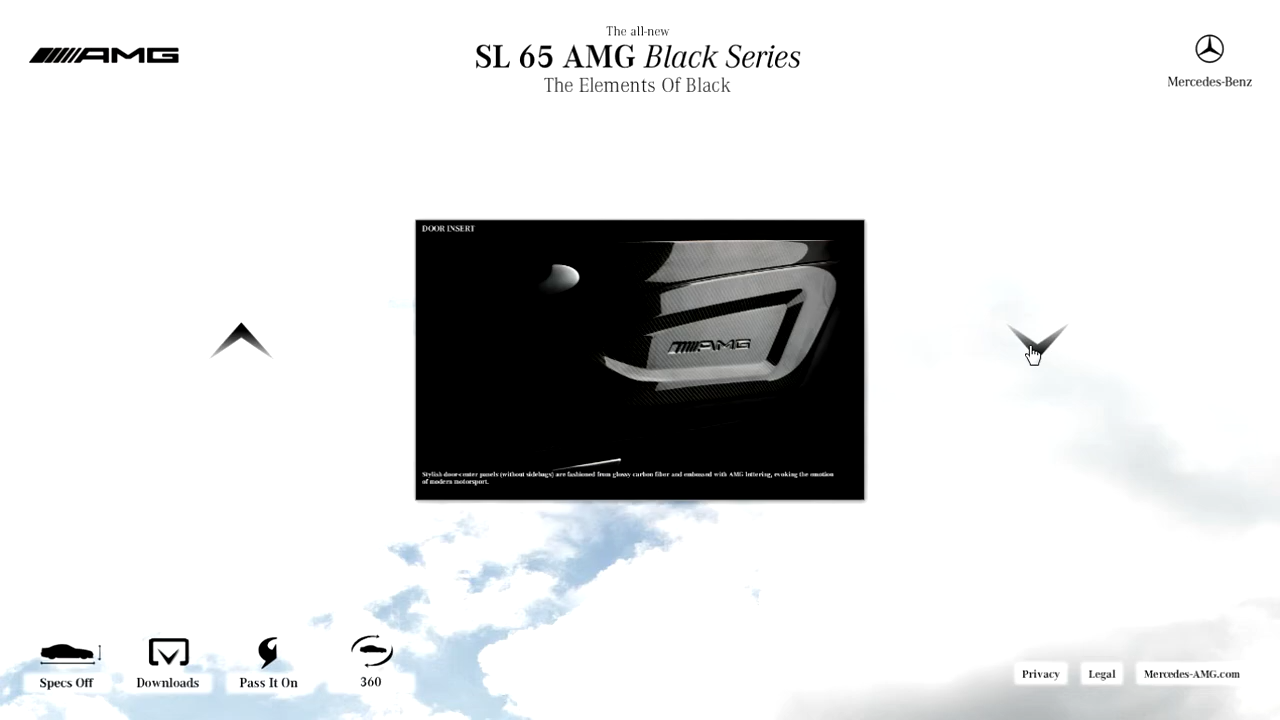 AMG
The all-new
SL 65 AMG Black Series
The Elements Of Black
Mercedes-Benz
DOOR INSERT
AMG
Stylish door-center panels (without sidebags) are fashioned from glossy carbon fiber and embossed with AMG lettering, evoking the emotion
of modern motorsport.
Specs Off
Downloads
Pass It On
360
Privacy
Legal
Mercedes-AMG.com